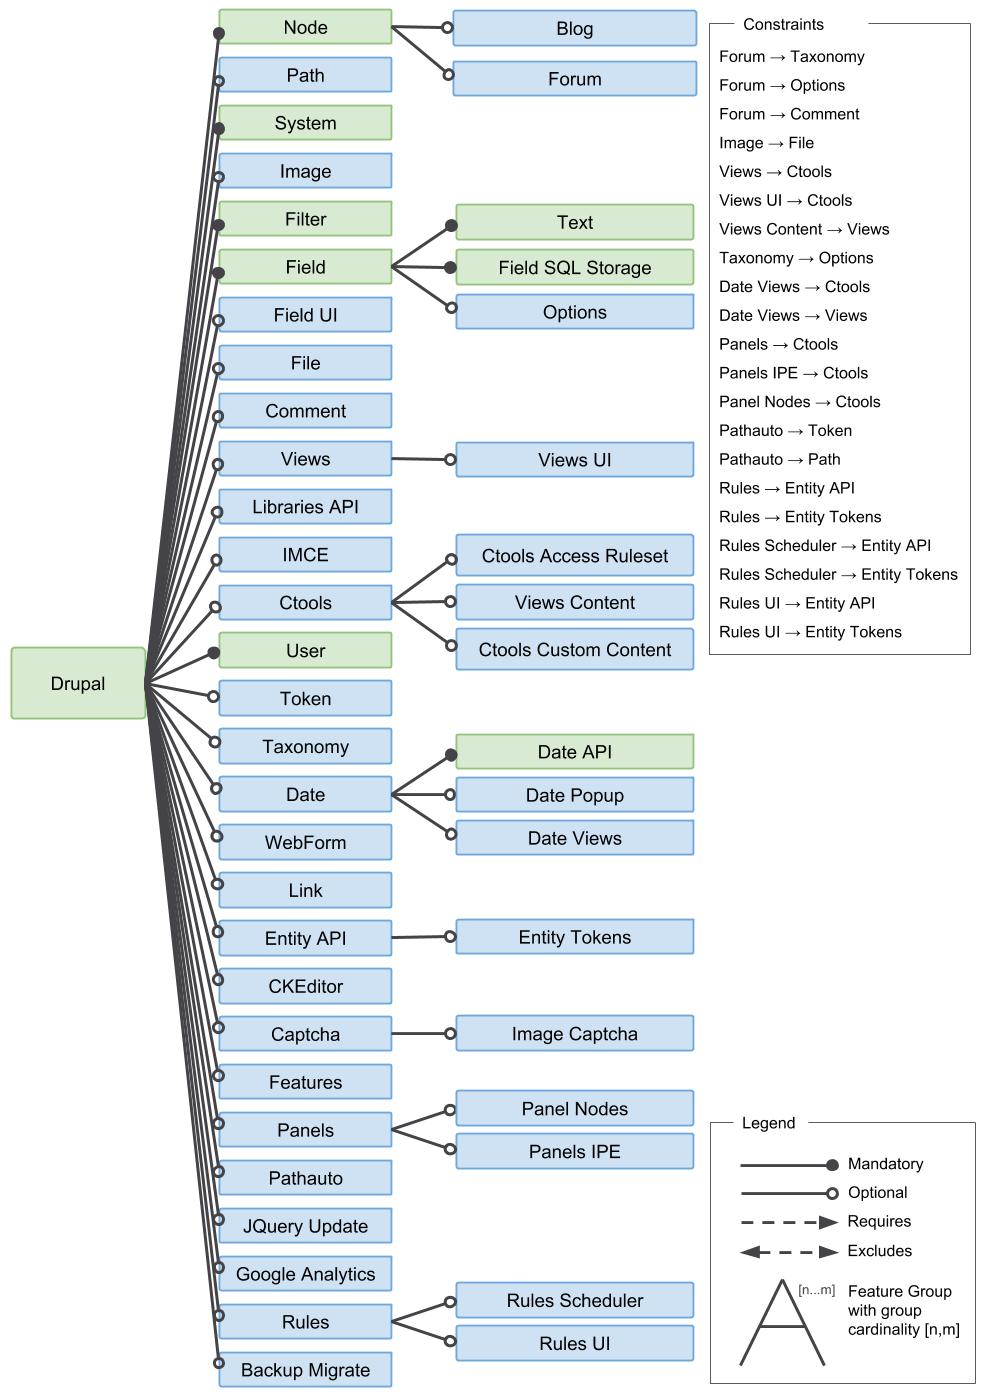 Drupal
Node
Path
System
Image
Filter
Field
Field UI
File
Comment
Views
Libraries API
IMCE
Ctools
User
Token
Taxonomy
Date
WebForm
Link
Entity API
CKEditor
Captcha
Features
Panels
Pathauto
JQuery Update
Google Analytics
Rules
Backup Migrate
Blog
Forum
Text
Field SQL Storage
Options
Views UI
Ctools Access Ruleset
Views Content
Ctools Custom Content
Date API
Date Popup
Date Views
Entity Tokens
Image Captcha
Panel Nodes
Panels IPE
Rules Scheduler
Rules UI
Constraints
Forum → Taxonomy
Forum → Options
Forum → Comment
Image → File
Views → Ctools
Views UI → Ctools
Views Content → Views
Taxonomy → Options
Date Views → Ctools
Date Views → Views
Panels → Ctools
Panels IPE → Ctools
Panel Nodes → Ctools
Pathauto → Token
Pathauto → Path
Rules → Entity API
Rules → Entity Tokens
Rules Scheduler → Entity API
Rules Scheduler → Entity Tokens
Rules UI → Entity API
Rules UI → Entity Tokens
Legend
Mandatory
Optional
Requires
Excludes
[n...m]
Feature Group
with group
cardinality [n,m]